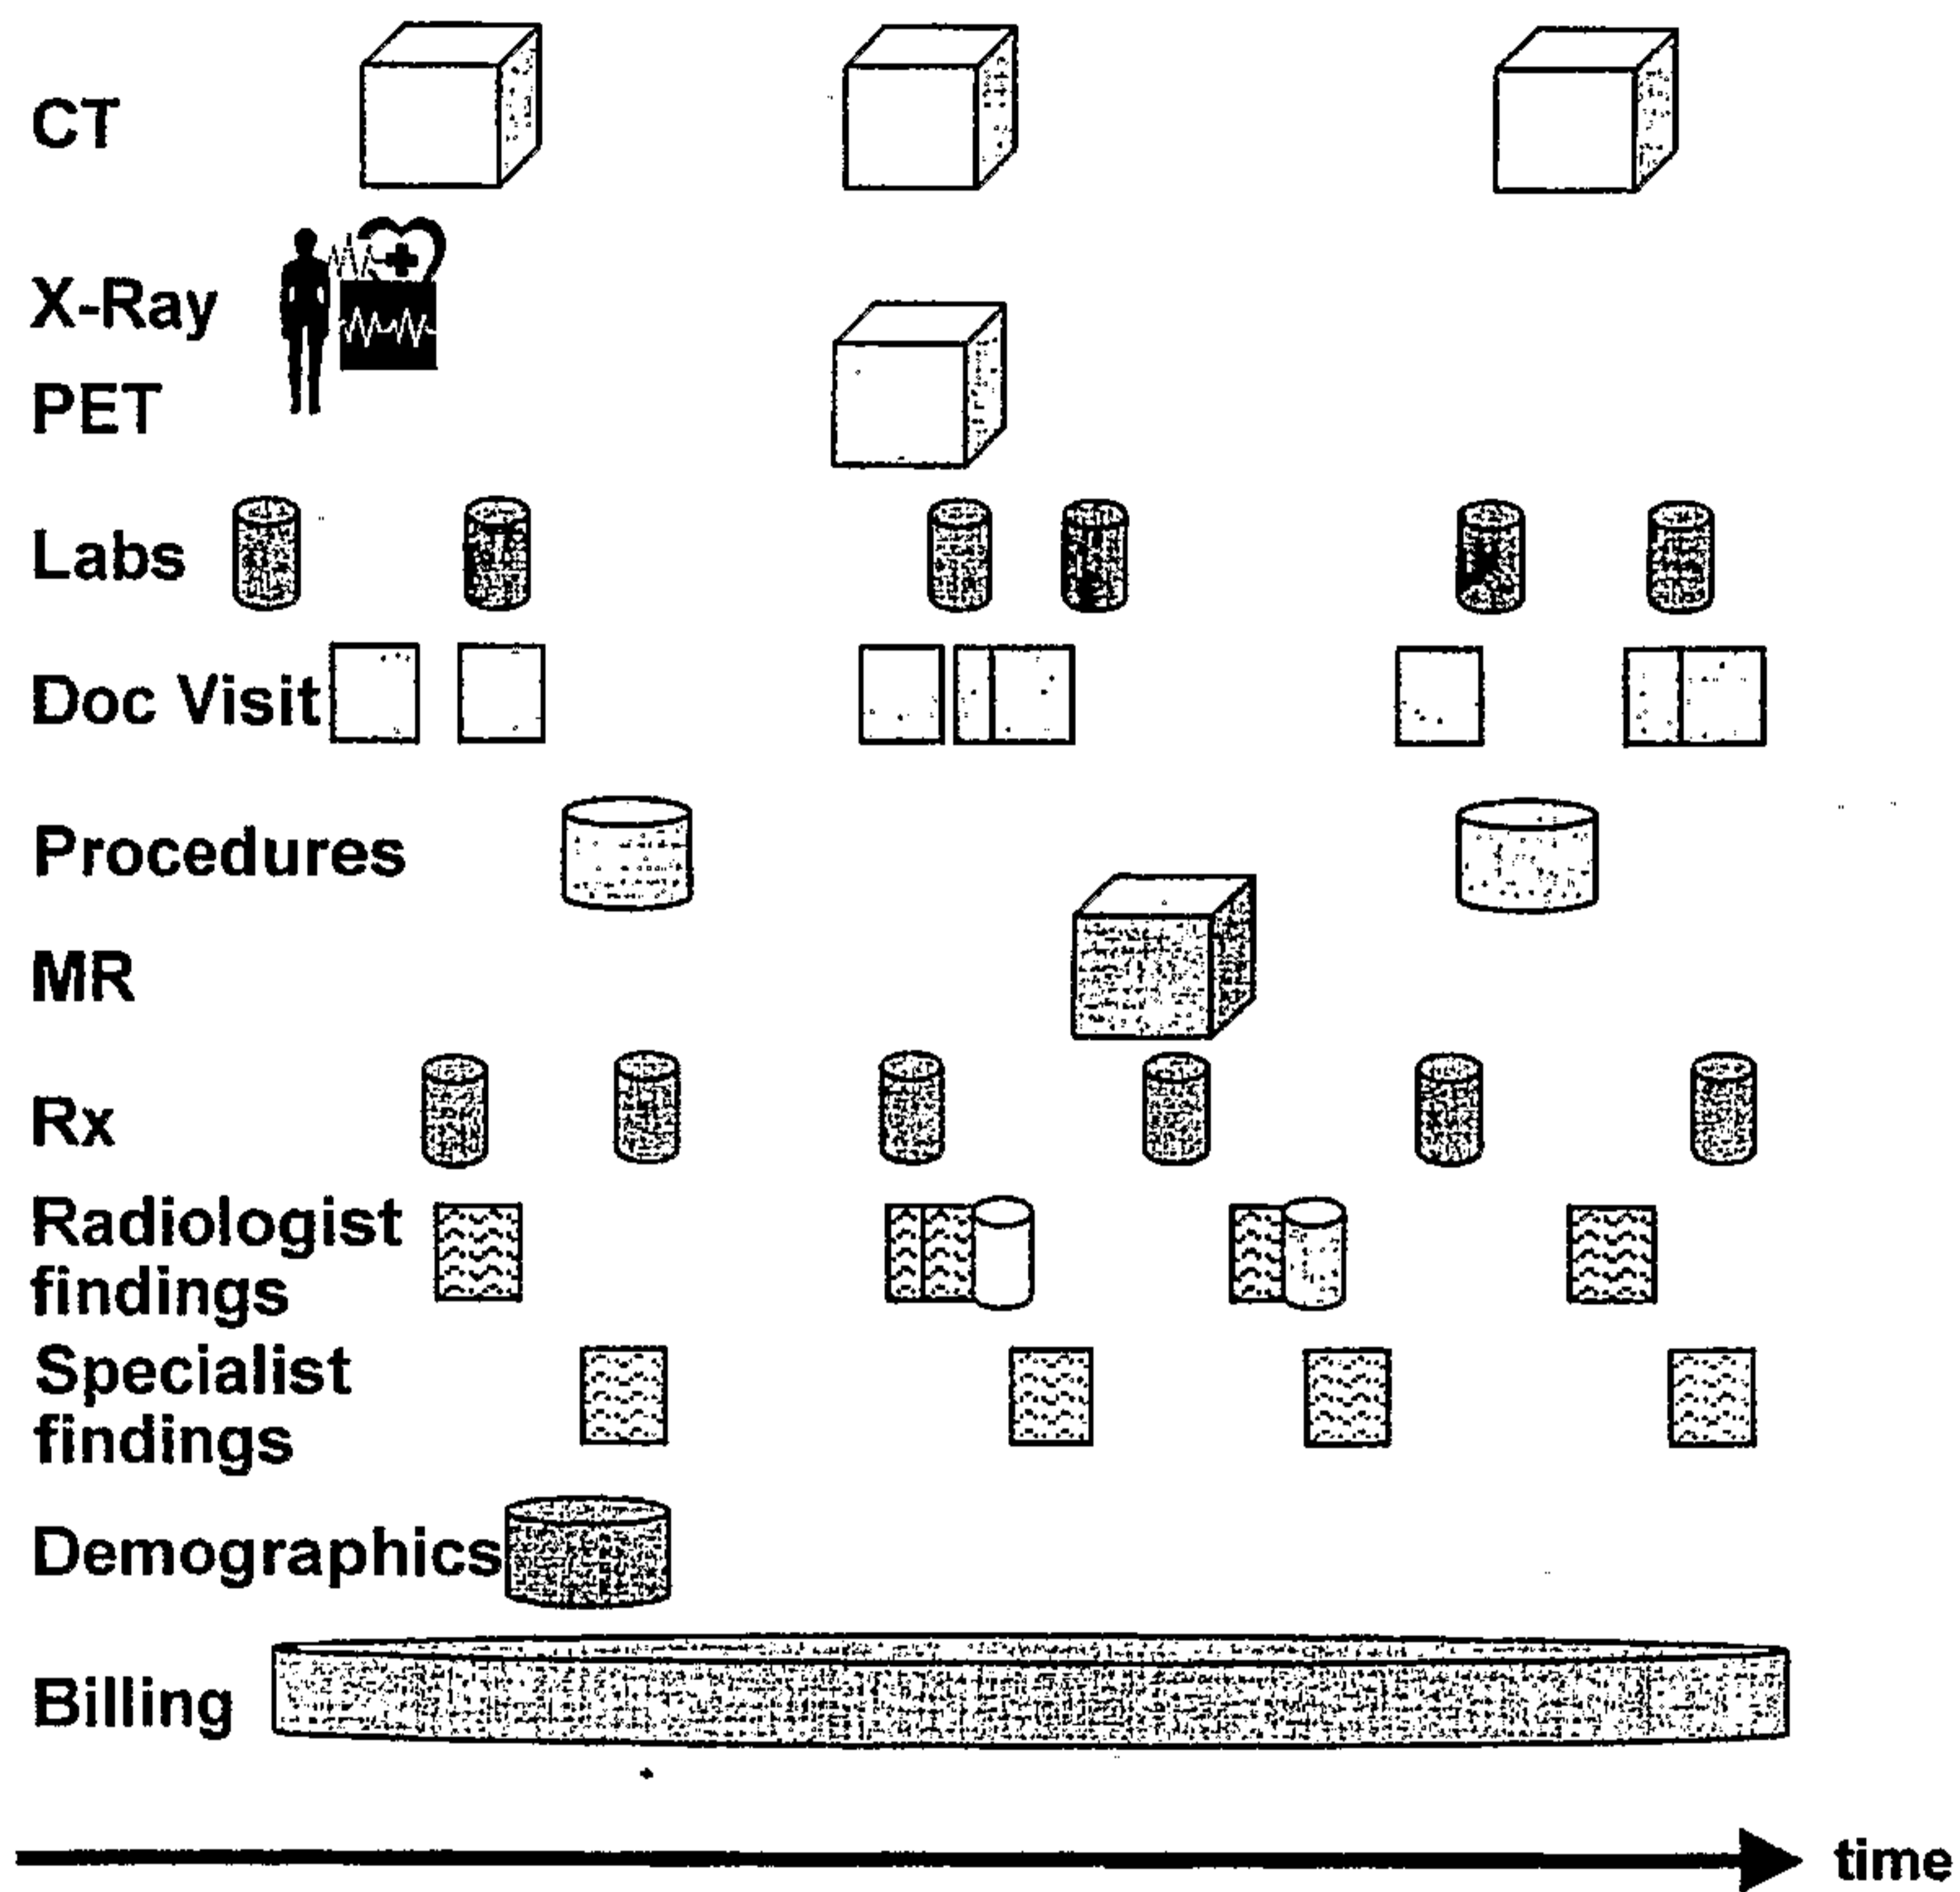 CT
X-Ray
PET
Labs
Doc Visit
Procedures
MR
Rx
Radiologist
findings
Specialist
findings
Demographics
Billing
time